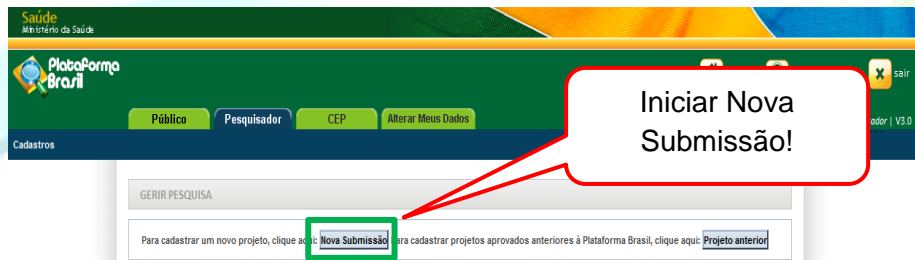 Saúde
Ministério da Saúde
Plataforma
Brasil
sair
Público Pesquisador CEP Alterar Meus Dados
V3.0
Cadastros
Iniciar Nova
Submissão!
GERIR PESQUISA
Para cadastrar um novo projeto, clique aqui: Nova Submissão para cadastrar projetos aprovados anteriores à Plataforma Brasil, clique aqui: Projeto anterior